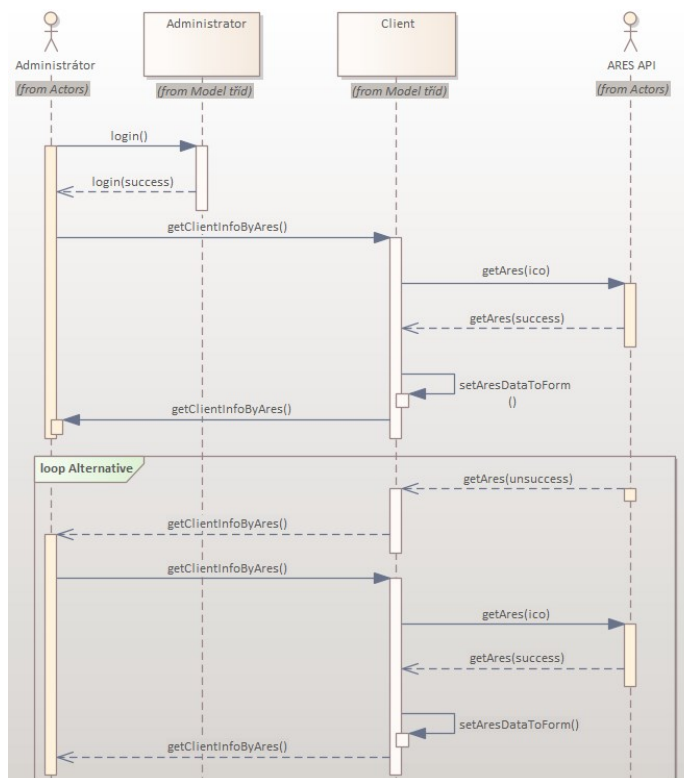 Administrator
Client
Administrátor
ARES API
(from Actors)
(from Model tříd)
(from Model tříd)
(from Actors)
login()
login(success)
getClientInfoByAres()
getAres(ico)
getAres(success)
setAresDataToForm
()
getClientInfoByAres()
loop Alternative
getAres(unsuccess)
getClientInfoByAres()
getClientInfoByAres()
getAres(ico)
getAres(success)
setAresDataToForm()
getClientInfoByAres()